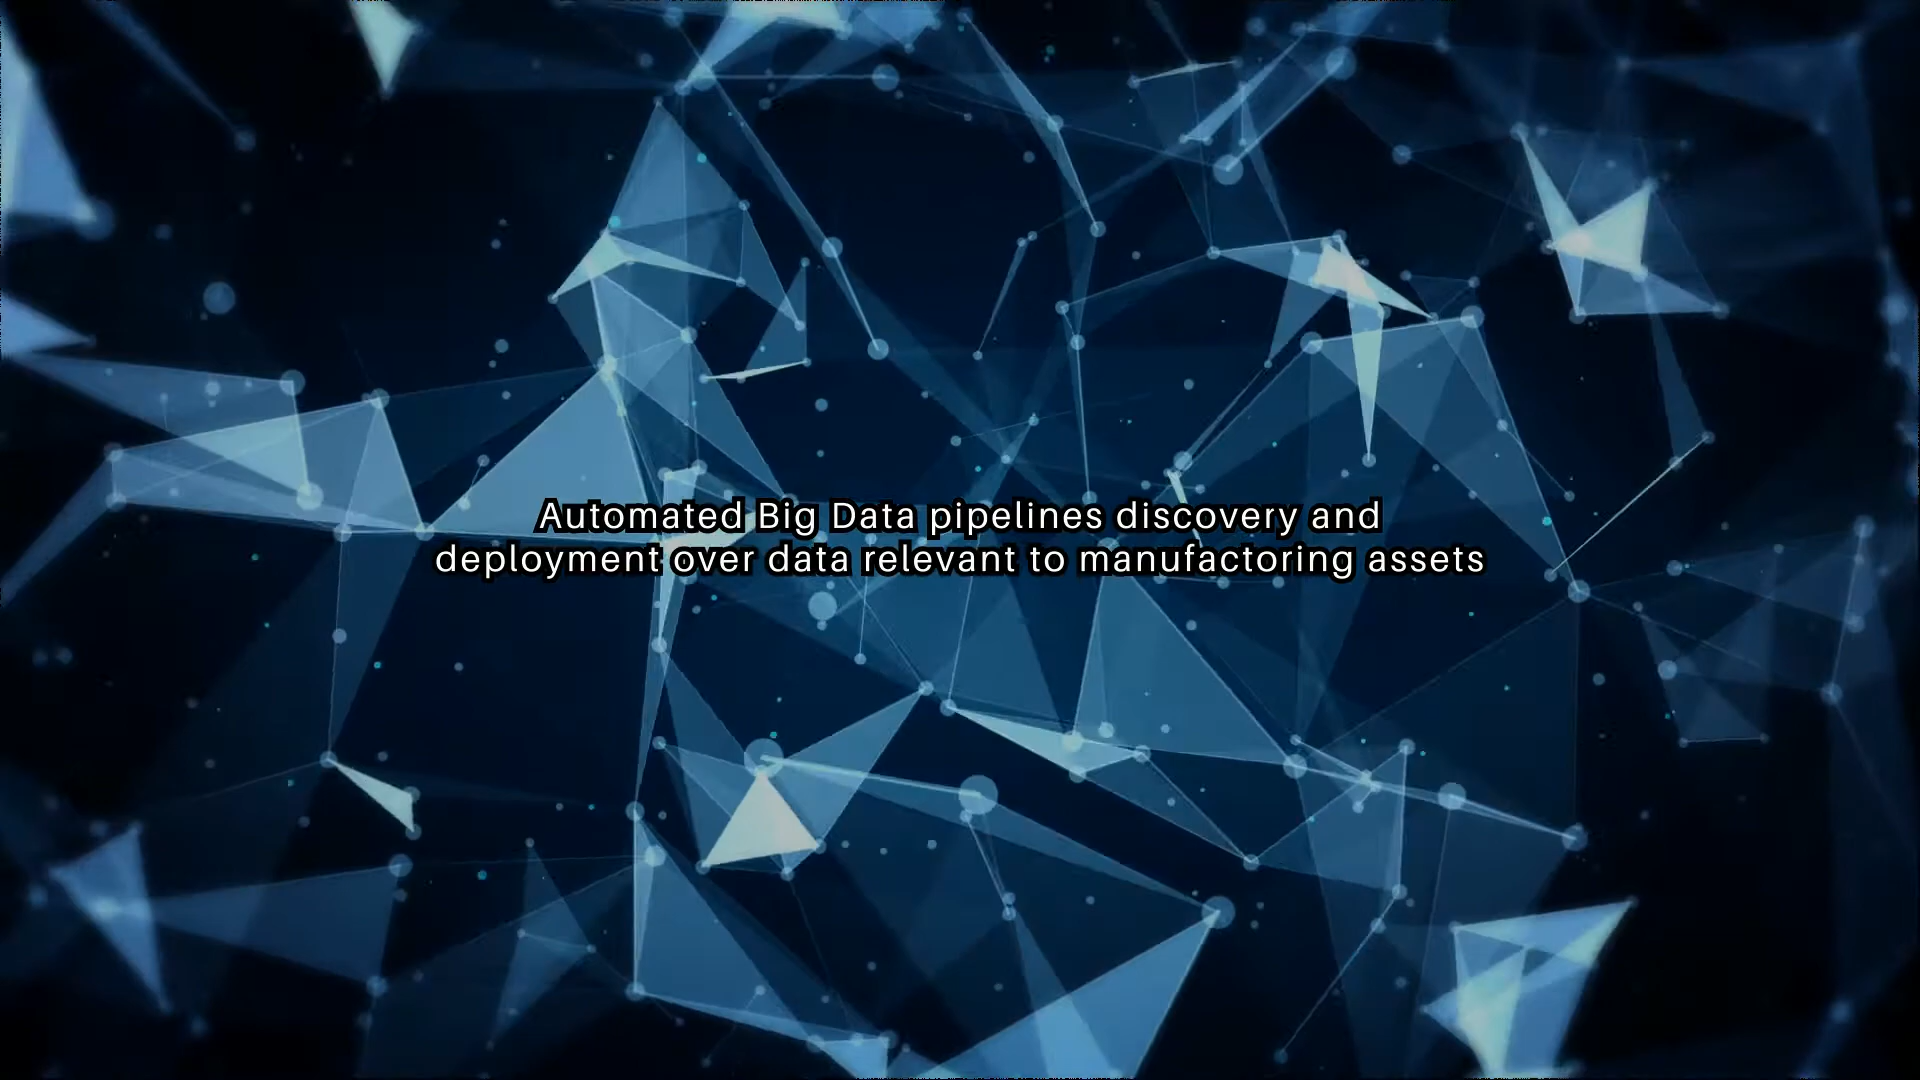 Automated Big Data pipelines discovery and
deployment over data relevant to manufactoring assets